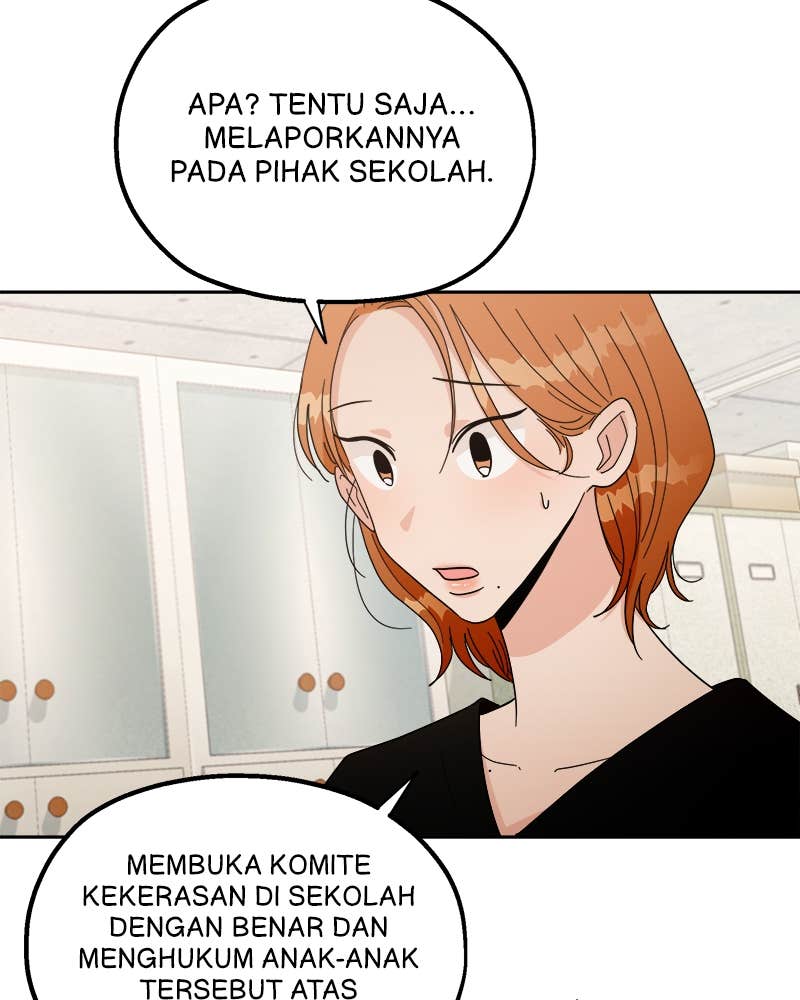 APA? TENTU SAJA...
MELAPORKANNYA
PADA PIHAK SEKOLAH.
MEMBUKA KOMITE
KEKERASAN DI SEKOLAH
DENGAN BENAR DAN
MENGHUKUM ANAK-ANAK
TERSEBUT ATAS